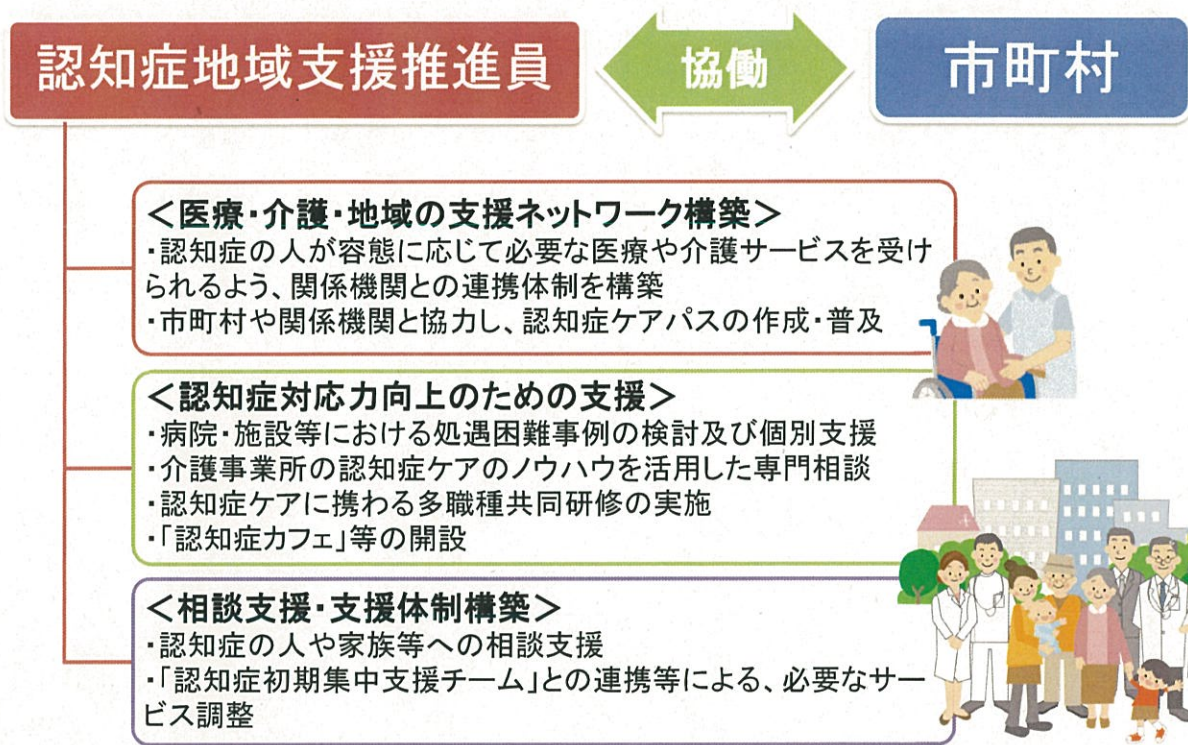 認知症地域支援推進員
協働
市町村
＜医療・介護・地域の支援ネットワーク構築＞
・認知症の人が容態に応じて必要な医療や介護サービスを受け
られるよう、関係機関との連携体制を構築
・市町村や関係機関と協力し、認知症ケアパスの作成・普及
＜認知症対応力向上のための支援＞
・病院・施設等における処遇困難事例の検討及び個別支援
・介護事業所の認知症ケアのノウハウを活用した専門相談
・認知症ケアに携わる多職種共同研修の実施
・「認知症カフェ」等の開設
＜相談支援・支援体制構築＞
・認知症の人や家族等への相談支援
・「認知症初期集中支援チーム」との連携等による、必要なサー
ビス調整